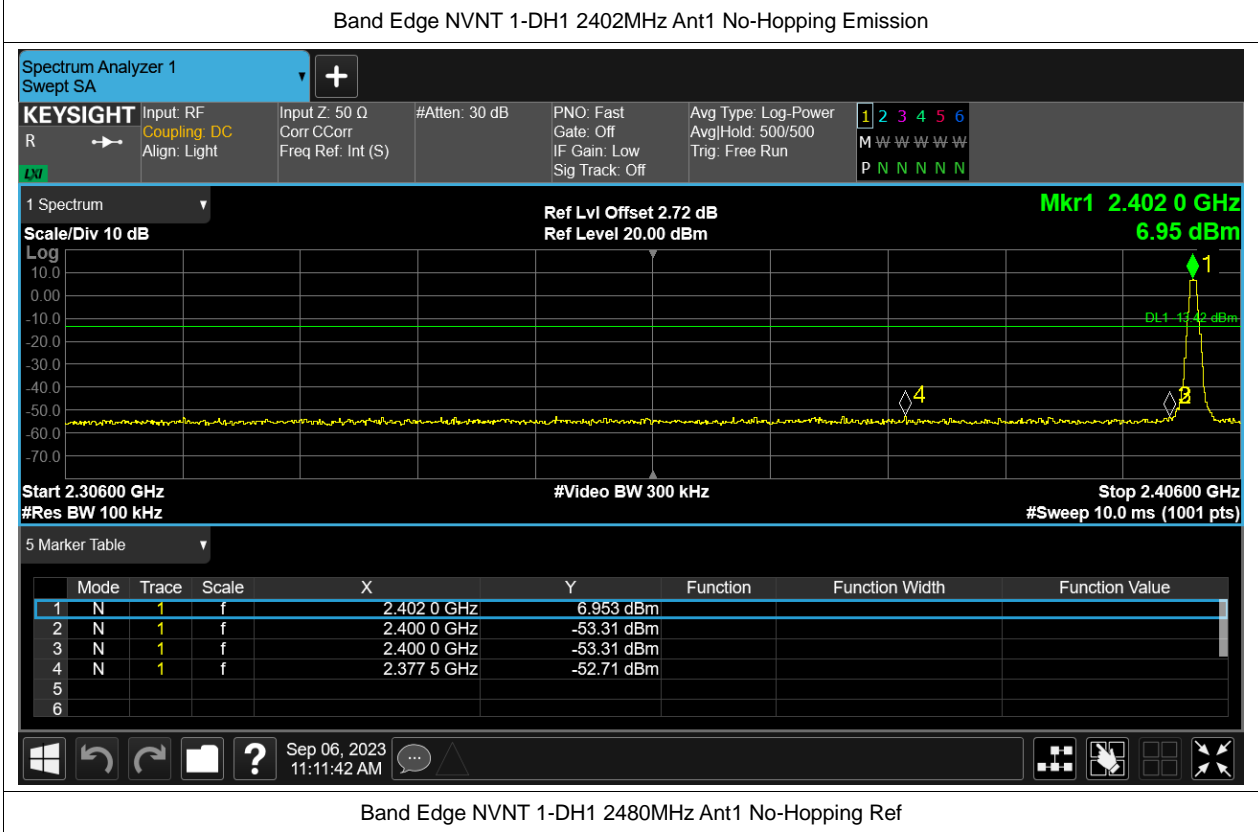 Band Edge NVNT 1-DH1 2402MHz Ant1 No-Hopping Emission
Spectrum Analyzer 1
Swept SA
+
KEYSIGHT Input: RF Input Z: 50 Ω #Atten: 30 dB PNO: Fast Avg Type: Log-Power 1 2 3 4 5 6
R Coupling: DC Corr CCorr Gate: Off Avg|Hold: 500/500 M W W W W W
Align: Light Freq Ref: Int (S) IF Gain: Low Trig: Free Run
LXI Sig Track: Off P N N N N N
1 Spectrum Ref Lvl Offset 2.72 dB Mkr1 2.402 0 GHz
Scale/Div 10 dB Ref Level 20.00 dBm 6.95 dBm
Log
10.0
0.00
-10.0
-20.0
-30.0
-40.0
-50.0
-60.0
-70.0
1
DL1 -13.42 dBm
4
Start 2.30600 GHz #Video BW 300 kHz Stop 2.40600 GHz
#Res BW 100 kHz #Sweep 10.0 ms (1001 pts)
5 Marker Table
Mode Trace Scale X Y Function Function Width Function Value
1 N 1 f 2.402 0 GHz 6.953 dBm
2 N 1 f 2.400 0 GHz -53.31 dBm
3 N 1 f 2.400 0 GHz -53.31 dBm
4 N 1 f 2.377 5 GHz -52.71 dBm
5
6
? Sep 06, 2023
11:11:42 AM
Band Edge NVNT 1-DH1 2480MHz Ant1 No-Hopping Ref